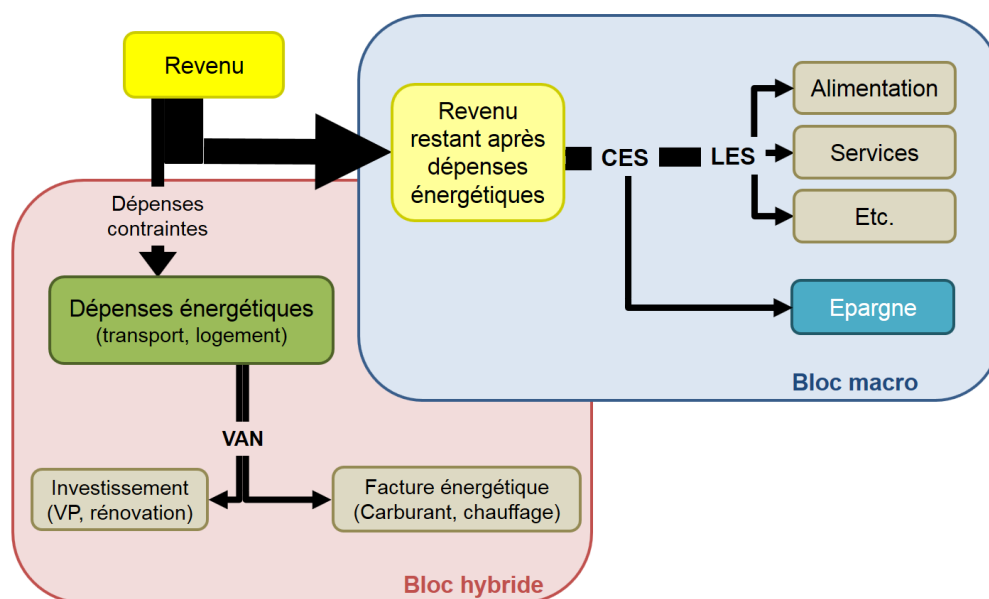 Revenu
Revenu
restant après
dépenses
énergétiques
CES
LES
Alimentation
Services
Etc.
Epargne
Bloc macro
Dépenses
contraintes
Dépenses énergétiques
(transport, logement)
VAN
Investissement
(VP, rénovation)
Facture énergétique
(Carburant, chauffage)
Bloc hybride